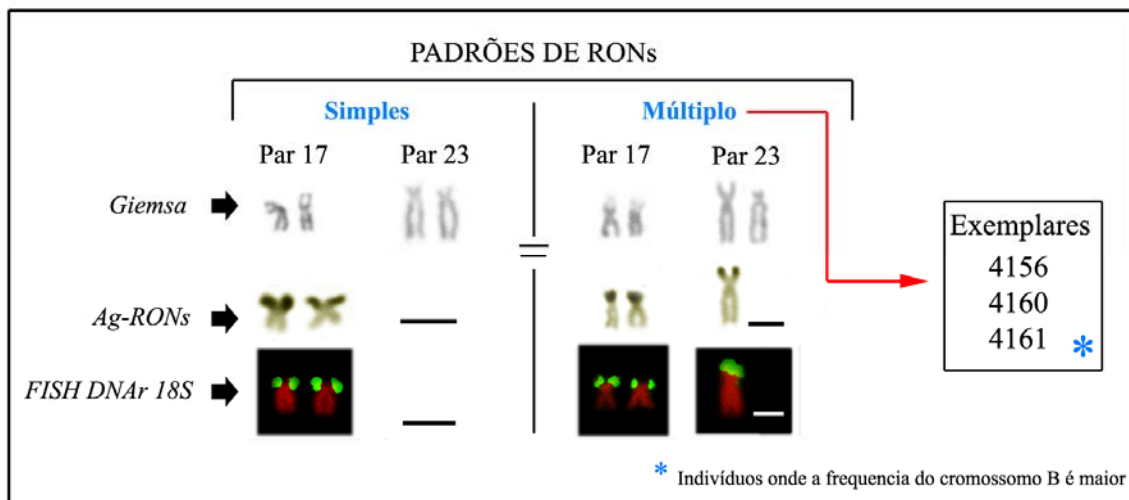 PADRÕES DE RONs
Simples
Múltiplo
Par 17
Par 23
Par 17
Par 23
Giemsa
Ag-RONs
FISH DNAr 18S
Exemplares
4156
4160
4161 *
* Indivíduos onde a frequencia do cromossomo B é maior